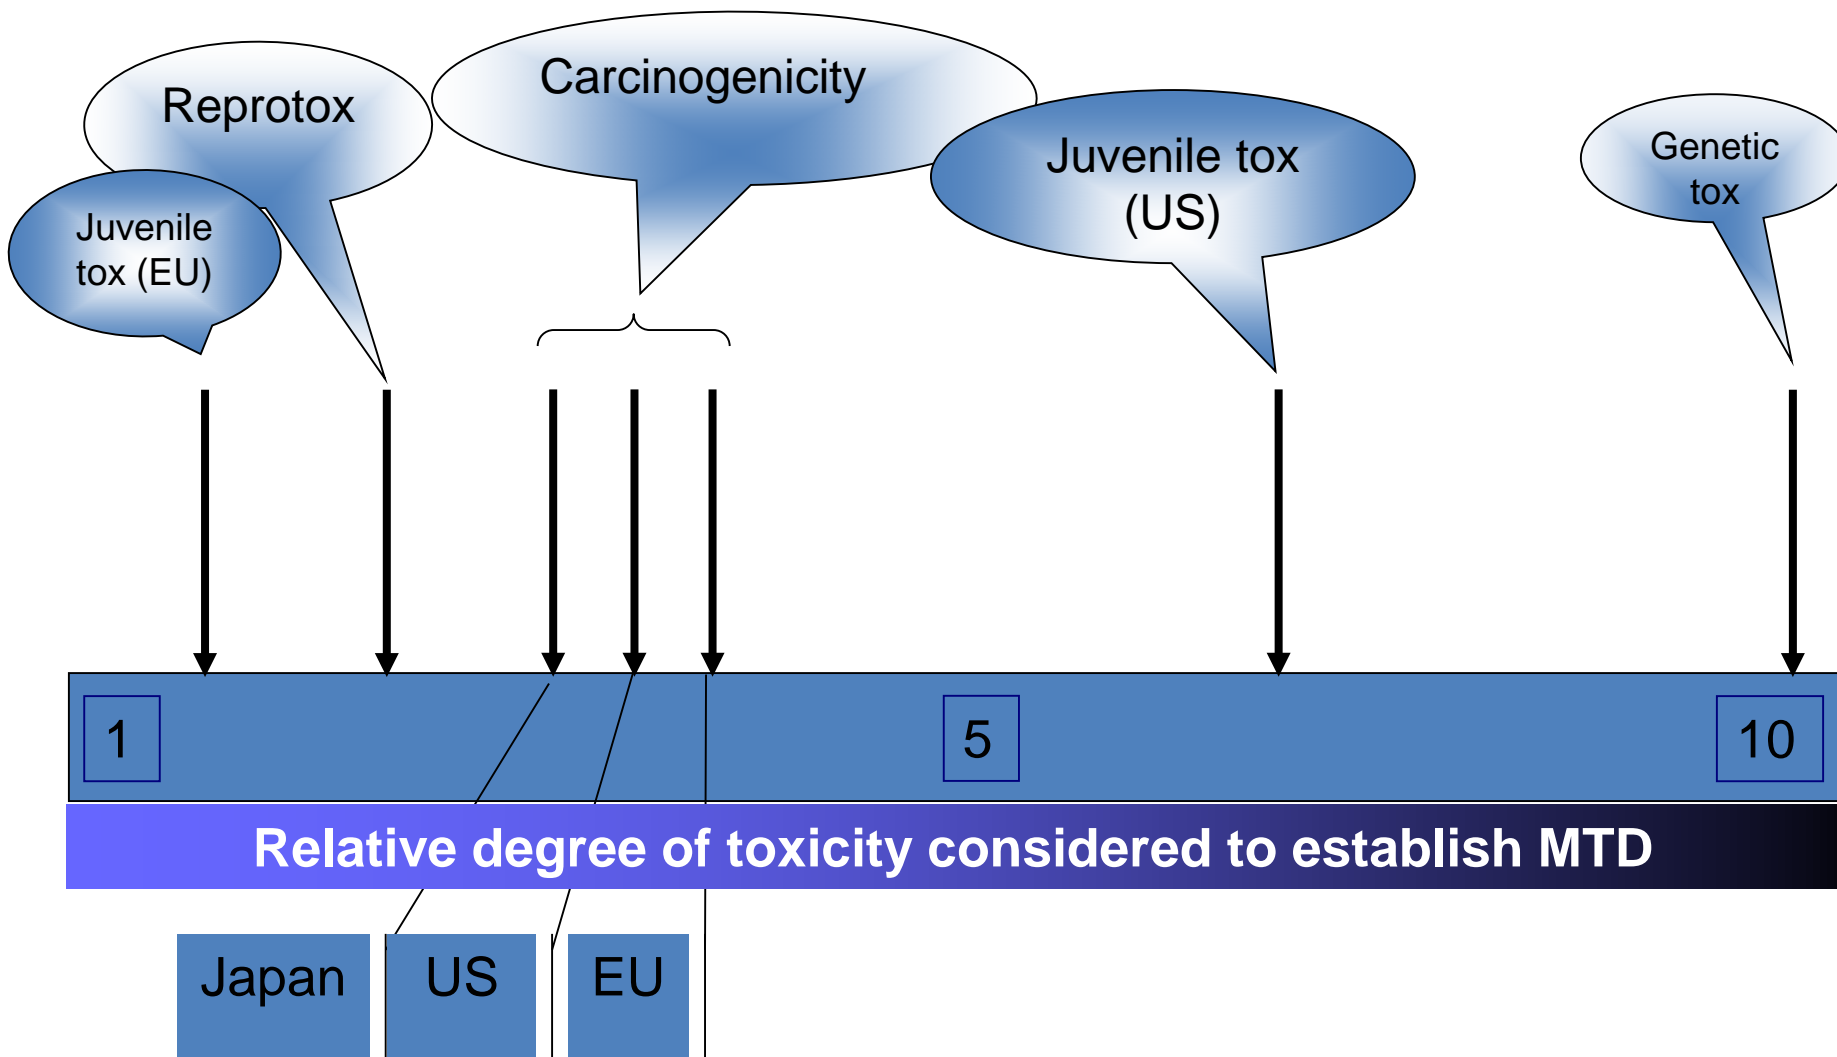 Reprotox
Carcinogenicity
Juvenile
tox (EU)
Juvenile tox
(US)
Genetic
tox
1
5
10
Relative degree of toxicity considered to establish MTD
Japan
US
EU